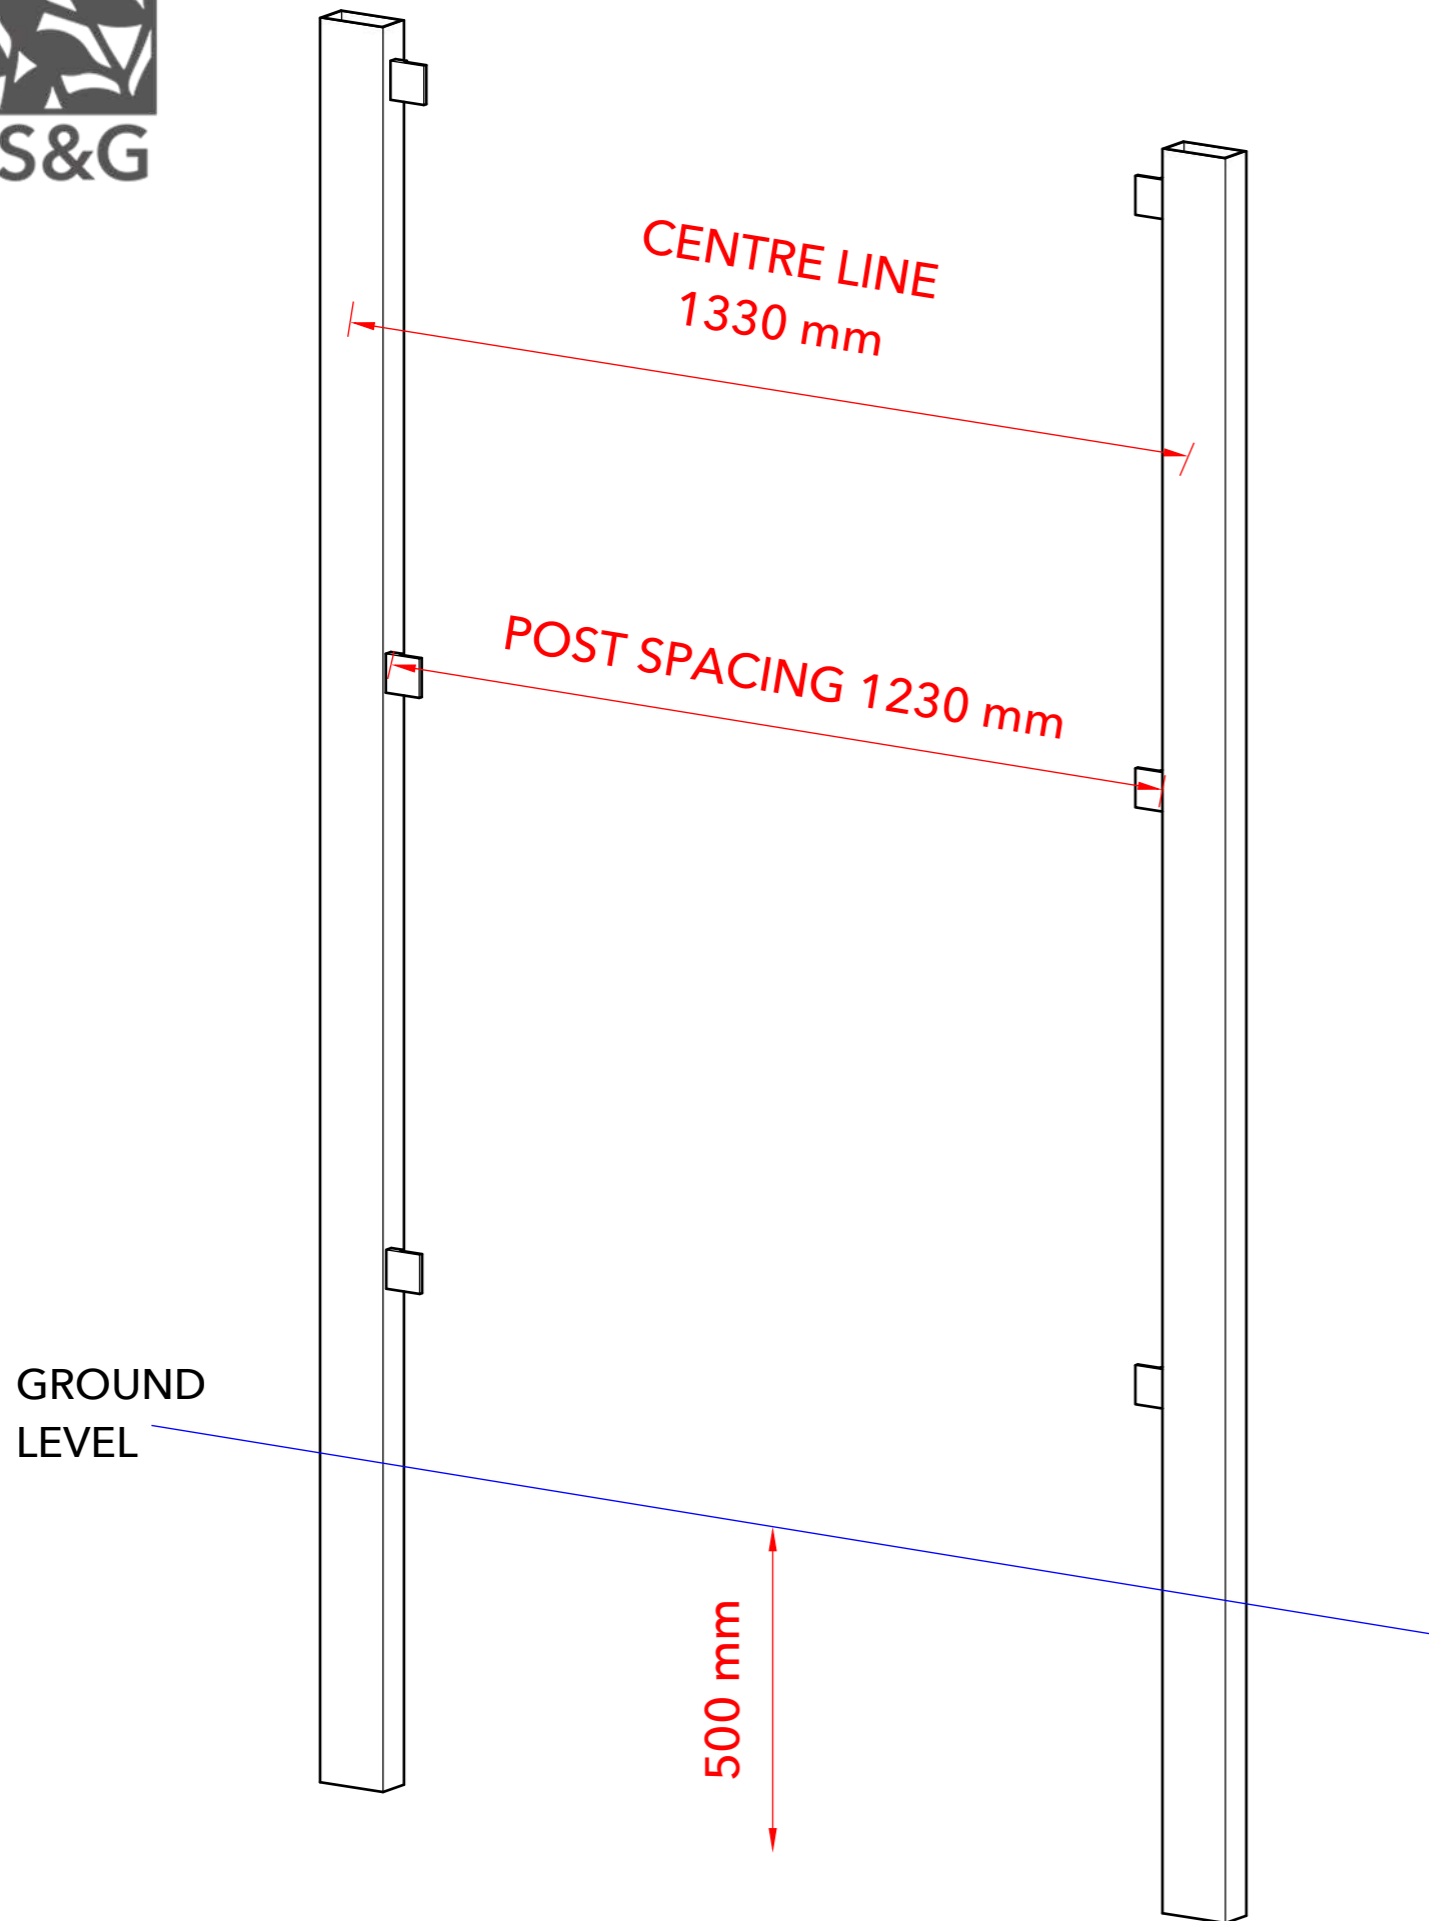 S&G
CENTRE LINE
1330 mm
POST SPACING 1230 mm
GROUND
LEVEL
500 mm